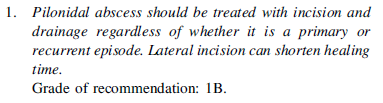 1. Pilonidal abscess should be treated with incision and
drainage regardless of whether it is a primary or
recurrent episode. Lateral incision can shorten healing
time.
Grade of recommendation: 1B.